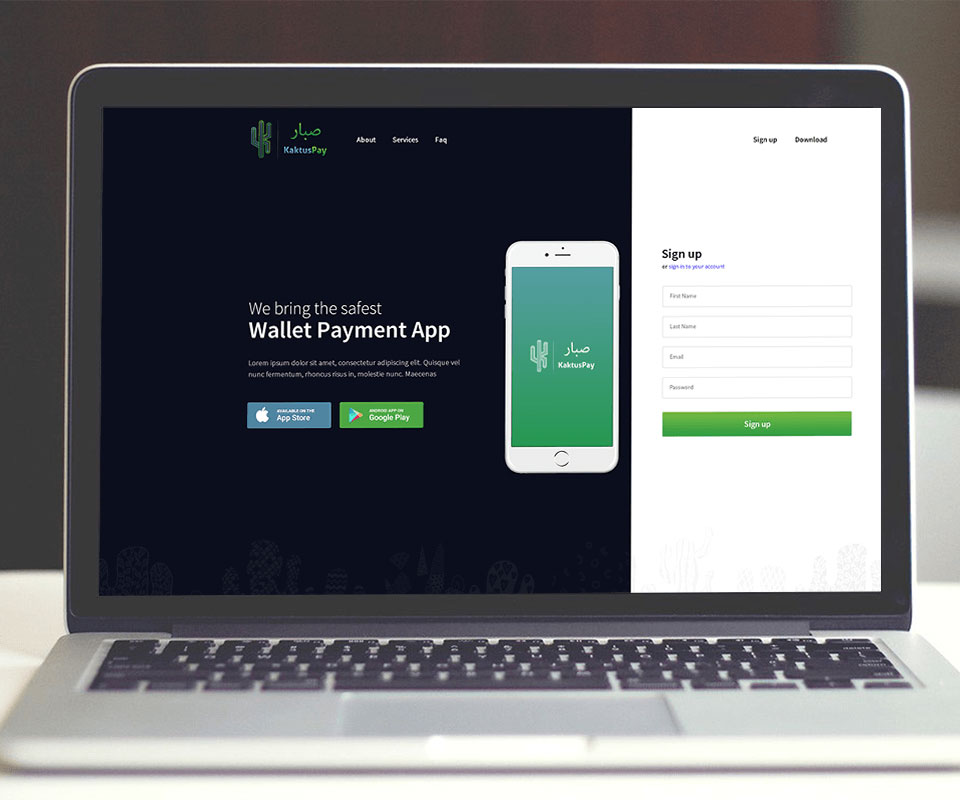 صبار
KaktusPay
About
Services
Faq
Sign up
Download
We bring the safest
Wallet Payment App
Lorem ipsum dolor sit amet, consectetur adipiscing elit. Quisque vel
nunc fermentum, rhoncus risus in, molestie nunc. Maecenas
AVAILABLE ON THE
App Store
ANDROID APP ON
Google Play
صبار
KaktusPay
Sign up
or sign in to your account
First Name
Last Name
Email
Password
Sign up